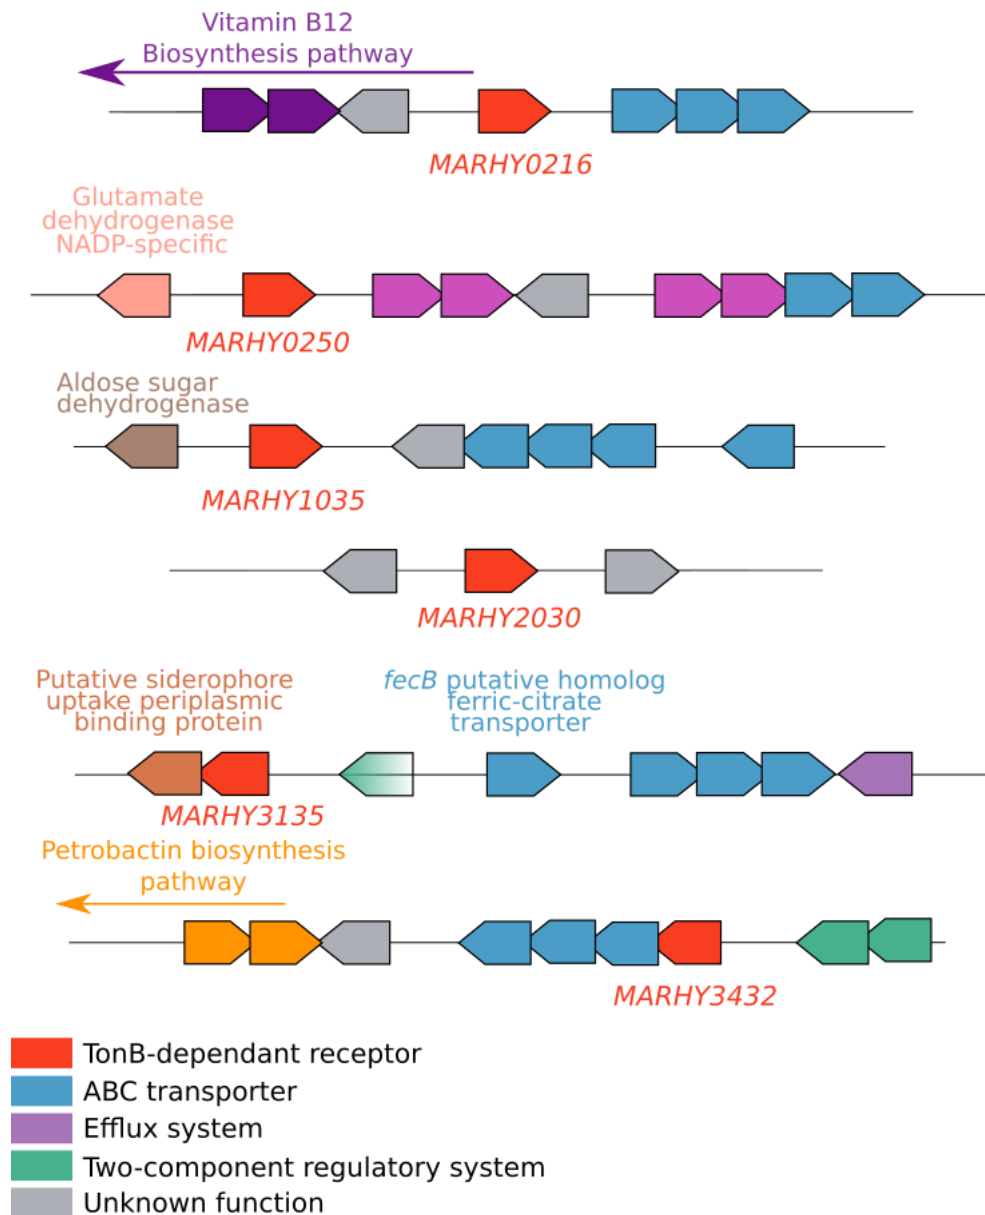 Vitamin B12
Biosynthesis pathway
MARHY0216
Glutamate
dehydrogenase
NADP-specific
MARHY0250
Aldose sugar
dehydrogenase
MARHY1035
MARHY2030
Putative siderophore
uptake periplasmic
binding protein
fecB putative homolog
ferric-citrate
transporter
MARHY3135
Petrobactin biosynthesis
pathway
MARHY3432
TonB-dependant receptor
ABC transporter
Efflux system
Two-component regulatory system
Unknown function